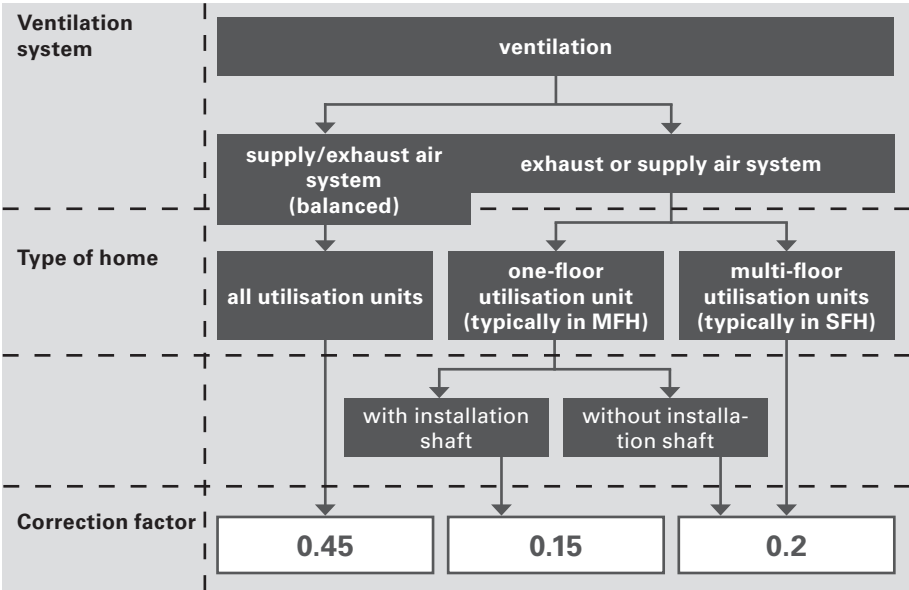 Ventilation
system
ventilation
supply/exhaust air
system
(balanced)
exhaust or supply air system
Type of home
all utilisation units
one-floor
utilisation unit
(typically in MFH)
multi-floor
utilisation units
(typically in SFH)
with installation
shaft
without installa-
tion shaft
Correction factor
0.45
0.15
0.2